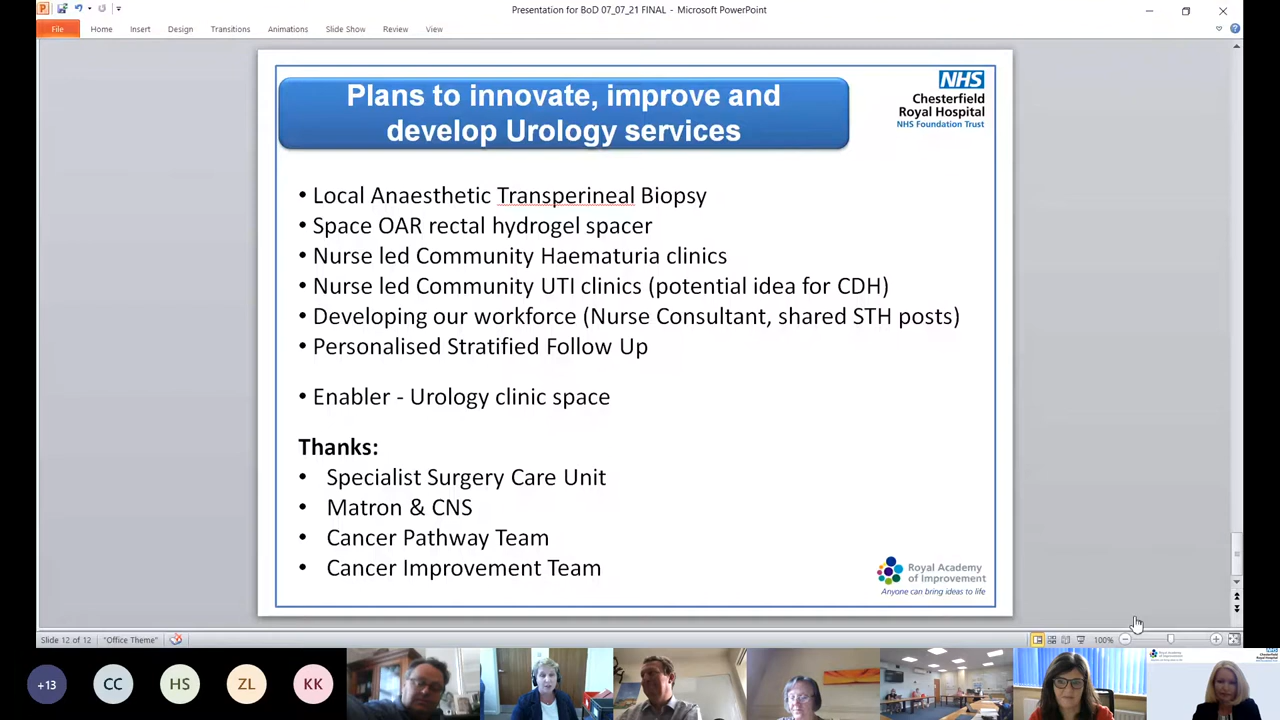 Presentation for BoD 07_07_21 FINAL - Microsoft PowerPoint
File Home Insert Design Transitions Animations Slide Show Review View
Plans to innovate, improve and
develop Urology services
NHS
Chesterfield
Royal Hospital
NHS Foundation Trust
• Local Anaesthetic Transperineal Biopsy
• Space OAR rectal hydrogel spacer
• Nurse led Community Haematuria clinics
• Nurse led Community UTI clinics (potential idea for CDH)
• Developing our workforce (Nurse Consultant, shared STH posts)
• Personalised Stratified Follow Up
• Enabler - Urology clinic space
Thanks:
• Specialist Surgery Care Unit
• Matron & CNS
• Cancer Pathway Team
• Cancer Improvement Team
Royal Academy
of Improvement
Anyone can bring ideas to life
Slide 12 of 12 "Office Theme" 100%
+13 CC HS ZL KK